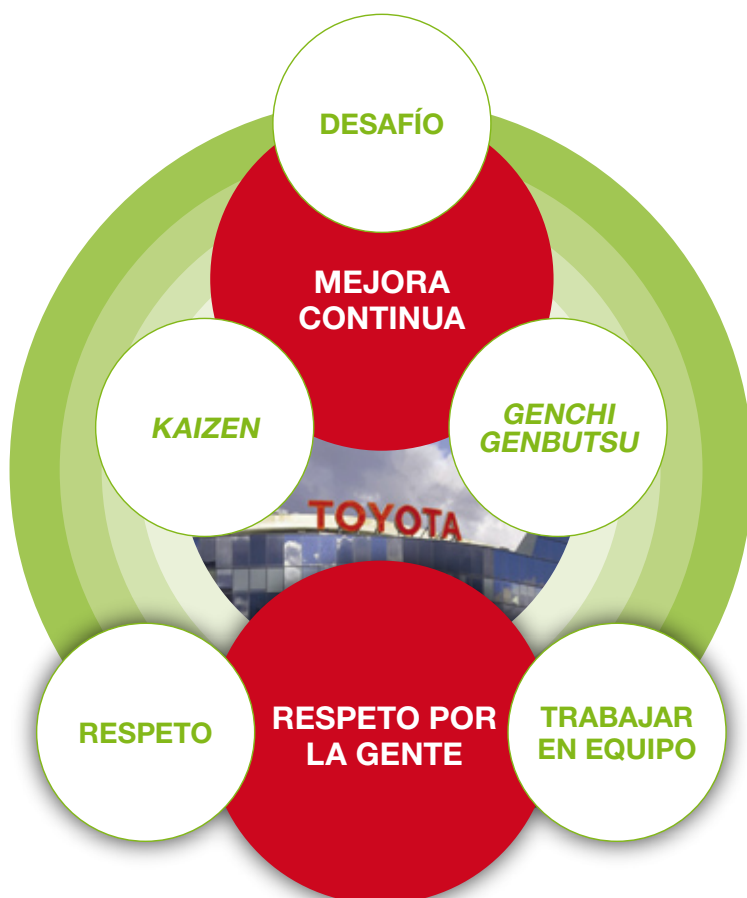 DESAFÍO
MEJORA
CONTINUA
KAIZEN
GENCHI
GENBUTSU
TOYOTA
RESPETO
RESPETO POR
LA GENTE
TRABAJAR
EN EQUIPO